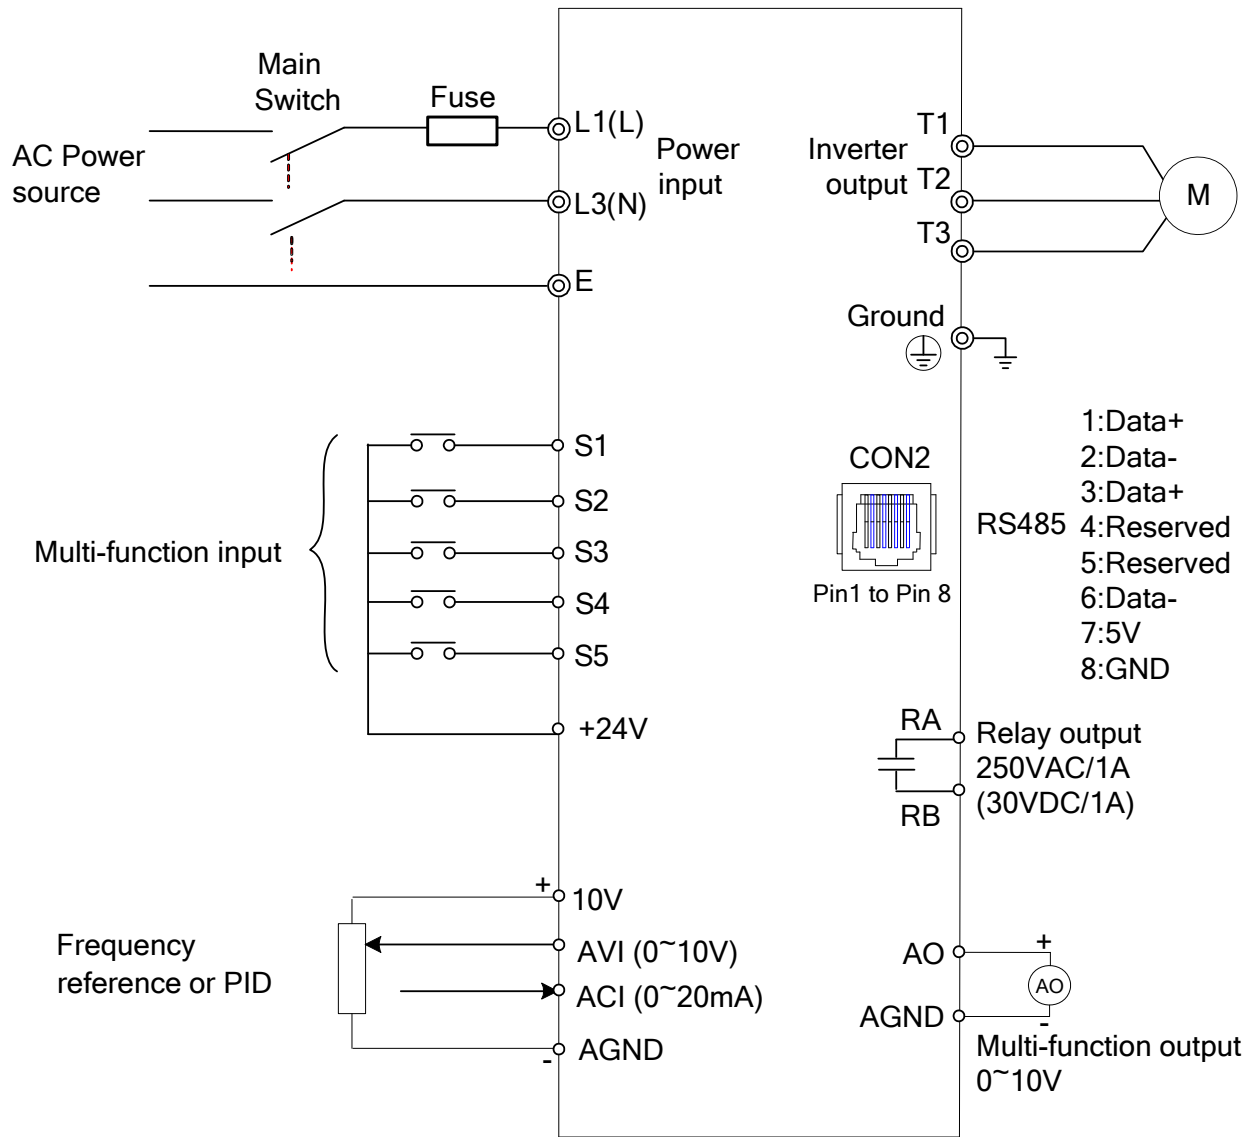 Main
Switch
Fuse
AC Power
source
L1(L)
L3(N)
E
Power
input
Inverter
output
T1
T2
T3
M
Ground
Multi-function input
S1
S2
S3
S4
S5
+24V
CON2
Pin1 to Pin 8
RS485
1:Data+
2:Data-
3:Data+
4:Reserved
5:Reserved
6:Data-
7:5V
8:GND
RA
RB
Relay output
250VAC/1A
(30VDC/1A)
Frequency
reference or PID
+
10V
AVI (0~10V)
ACI (0~20mA)
-
AGND
AO
AGND
+
AO
-
Multi-function output
0~10V